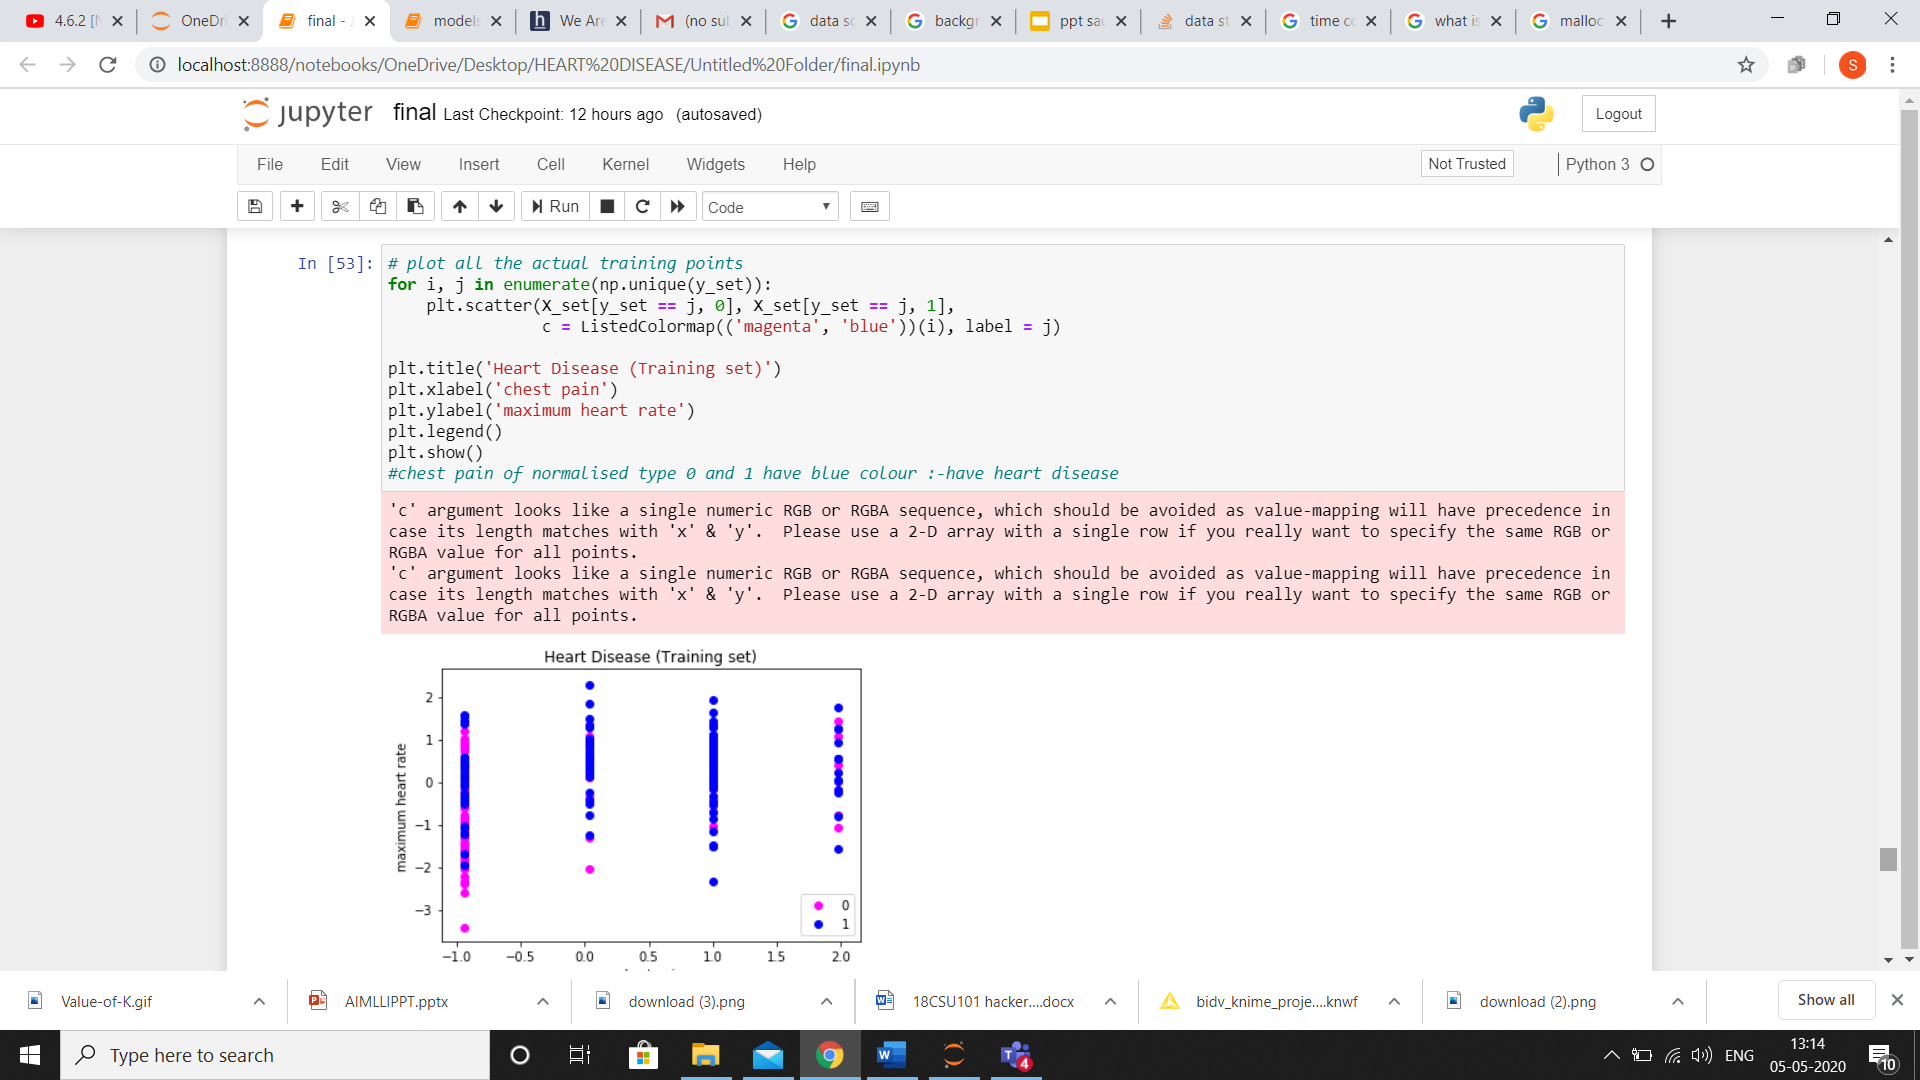 4.6.2 [N
OneDri
final - J
models
We Are
(no sub
data sc
backgr
ppt sau
data st
time co
what is
malloc
localhost:8888/notebooks/OneDrive/Desktop/HEART%20DISEASE/Untitled%20Folder/final.ipynb
S
jupyter final Last Checkpoint: 12 hours ago (autosaved)
Logout
File Edit View Insert Cell Kernel Widgets Help
Not Trusted
Python 3
Run
Code
In [53]:
# plot all the actual training points
for i, j in enumerate(np.unique(y_set)):
    plt.scatter(X_set[y_set == j, 0], X_set[y_set == j, 1],
                c = ListedColormap(('magenta', 'blue'))(i), label = j)
plt.title('Heart Disease (Training set)')
plt.xlabel('chest pain')
plt.ylabel('maximum heart rate')
plt.legend()
plt.show()
#chest pain of normalised type 0 and 1 have blue colour :-have heart disease
'c' argument looks like a single numeric RGB or RGBA sequence, which should be avoided as value-mapping will have precedence in
case its length matches with 'x' & 'y'.  Please use a 2-D array with a single row if you really want to specify the same RGB or
RGBA value for all points.
'c' argument looks like a single numeric RGB or RGBA sequence, which should be avoided as value-mapping will have precedence in
case its length matches with 'x' & 'y'.  Please use a 2-D array with a single row if you really want to specify the same RGB or
RGBA value for all points.
Heart Disease (Training set)
maximum heart rate
2
1
0
−1
−2
−3
0
1
−1.0 −0.5 0.0 0.5 1.0 1.5 2.0
Value-of-K.gif
AIMLLIPPT.pptx
download (3).png
18CSU101 hacker....docx
bidv_knime_proje....knwf
download (2).png
Show all
Type here to search
4
ENG
13:14
05-05-2020
10